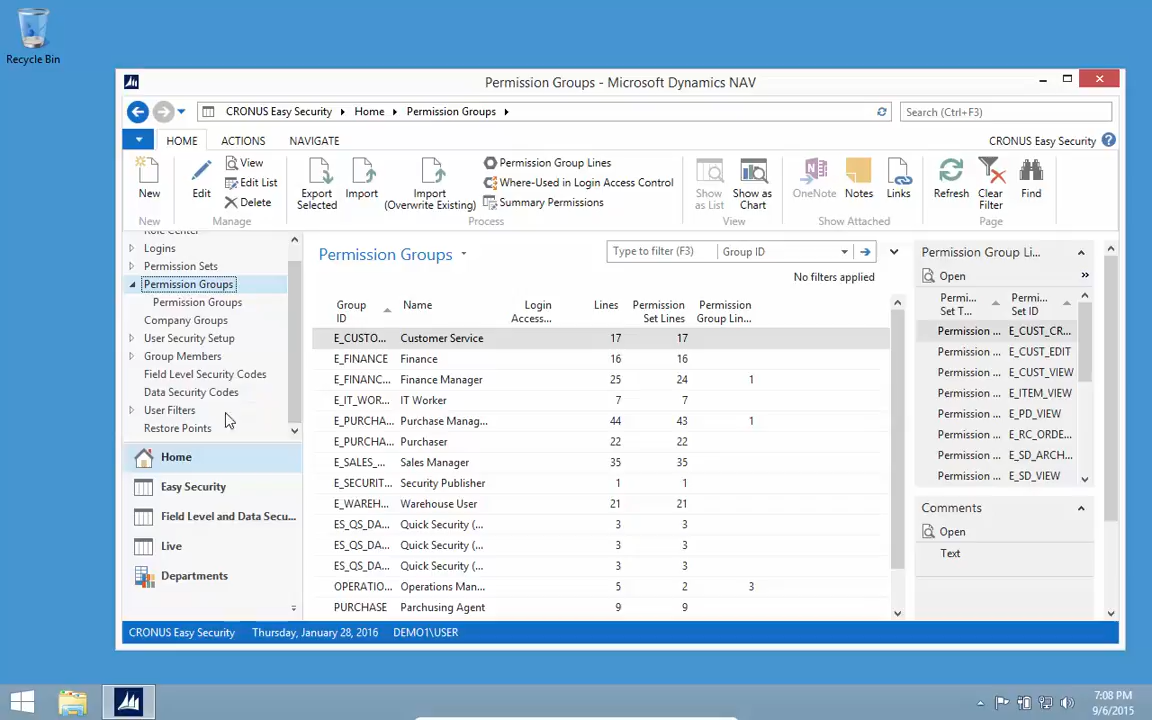 Recycle Bin
Permission Groups - Microsoft Dynamics NAV
CRONUS Easy Security
Home
Permission Groups
Search (Ctrl+F3)
HOME
ACTIONS
NAVIGATE
CRONUS Easy Security
New
Edit
View
Edit List
Delete
Export
Selected
Import
Import
(Overwrite Existing)
Permission Group Lines
Where-Used in Login Access Control
Summary Permissions
Show
as List
Show as
Chart
OneNote
Notes
Links
Refresh
Clear
Filter
Find
New
Manage
Process
View
Show Attached
Page
Role Center
Logins
Permission Sets
Permission Groups
Permission Groups
Company Groups
User Security Setup
Group Members
Field Level Security Codes
Data Security Codes
User Filters
Restore Points
Home
Easy Security
Field Level and Data Secu...
Live
Departments
Permission Groups
Type to filter (F3)
Group ID
No filters applied
Group
ID
Name
Login
Access...
Lines
Permission
Set Lines
Permission
Group Lin...
E_CUSTO... Customer Service 17 17
E_FINANCE Finance 16 16
E_FINANC... Finance Manager 25 24 1
E_IT_WOR... IT Worker 7 7
E_PURCHA... Purchase Manag... 44 43 1
E_PURCHA... Purchaser 22 22
E_SALES_... Sales Manager 35 35
E_SECURIT... Security Publisher 1 1
E_WAREH... Warehouse User 21 21
ES_QS_DA... Quick Security (... 3 3
ES_QS_DA... Quick Security (... 3 3
ES_QS_DA... Quick Security (... 3 3
OPERATIO... Operations Man... 5 2 3
PURCHASE Parchusing Agent 9 9
Permission Group Li...
Open
Permi...
Set T...
Permi...
Set ID
Permission ... E_CUST_CR...
Permission ... E_CUST_EDIT
Permission ... E_CUST_VIEW
Permission ... E_ITEM_VIEW
Permission ... E_PD_VIEW
Permission ... E_RC_ORDE...
Permission ... E_SD_ARCH...
Permission ... E_SD_VIEW
Comments
Open
Text
CRONUS Easy Security
Thursday, January 28, 2016
DEMO1\USER
7:08 PM
9/6/2015